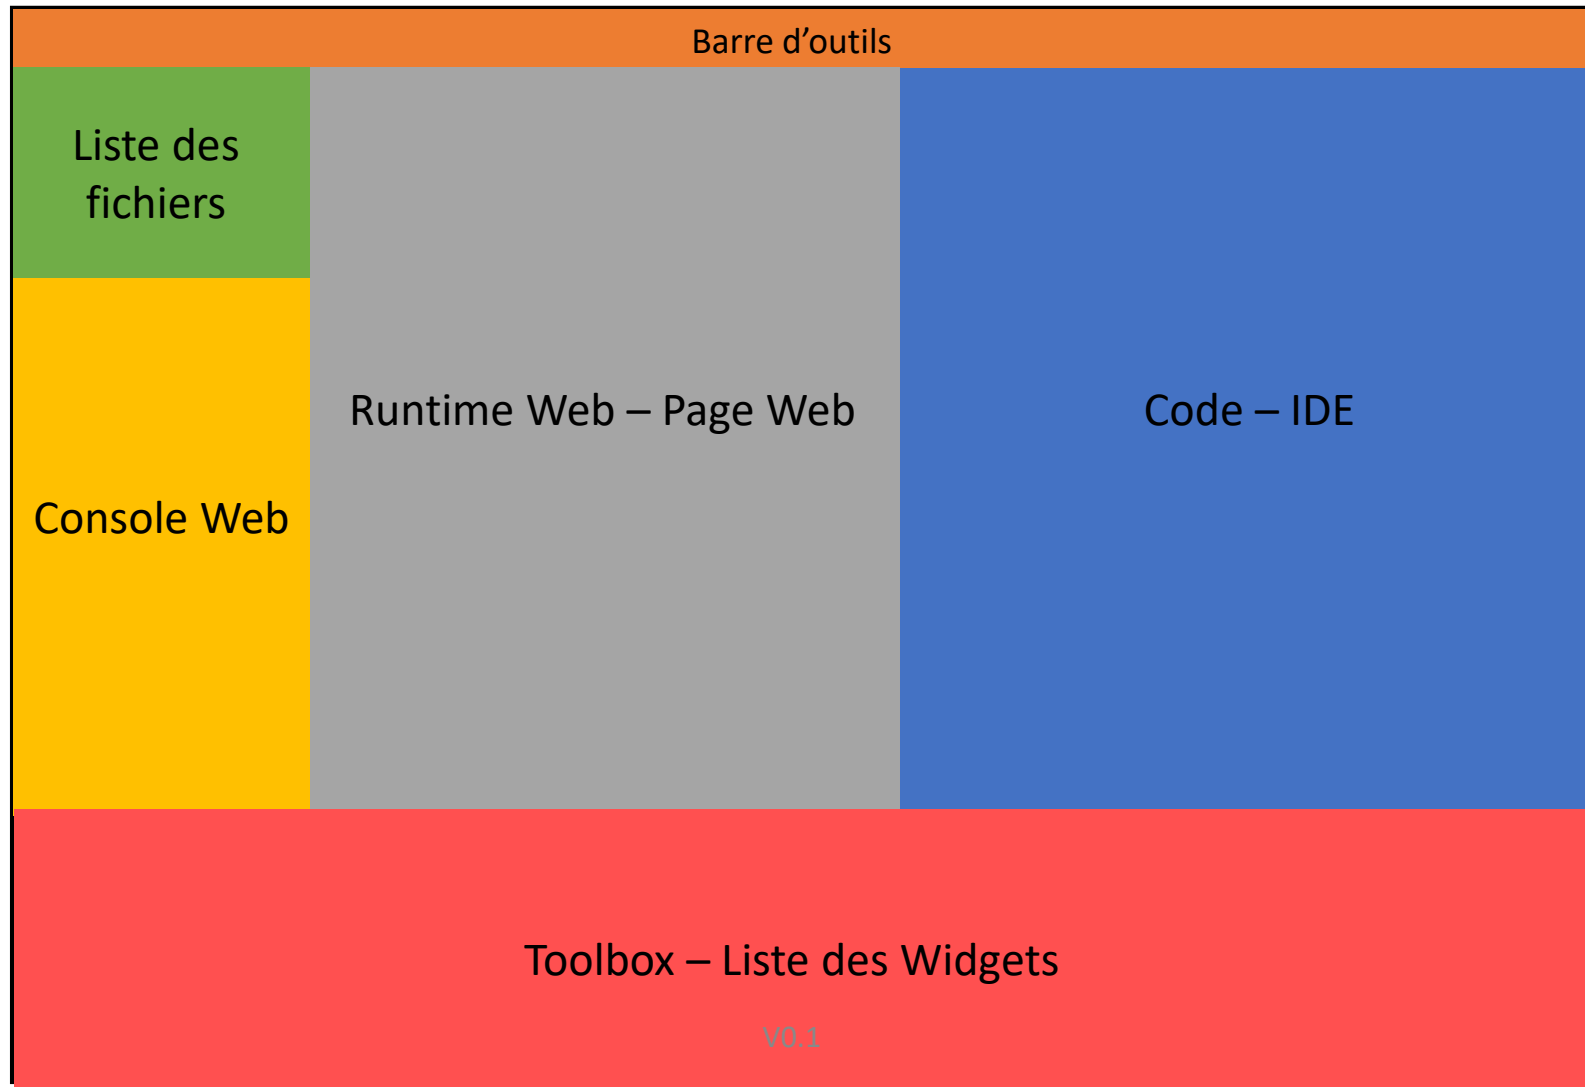 Barre d’outils
Liste des
fichiers
Runtime Web – Page Web
Code – IDE
Console Web
Toolbox – Liste des Widgets
V0.1